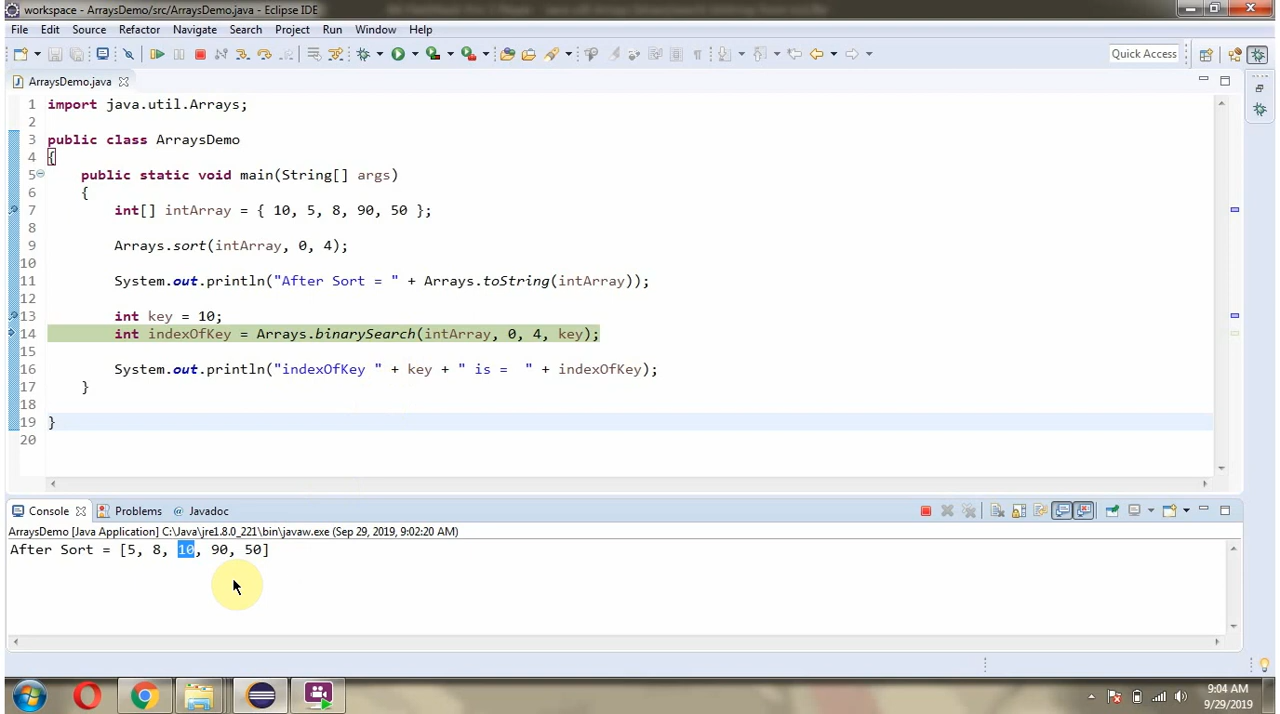 workspace - ArraysDemo/src/ArraysDemo.java - Eclipse IDE
File Edit Source Refactor Navigate Search Project Run Window Help
Quick Access
ArraysDemo.java
1 import java.util.Arrays;
2
3 public class ArraysDemo
4 {
5 public static void main(String[] args)
6 {
7 int[] intArray = { 10, 5, 8, 90, 50 };
8
9 Arrays.sort(intArray, 0, 4);
10
11 System.out.println("After Sort = " + Arrays.toString(intArray));
12
13 int key = 10;
14 int indexOfKey = Arrays.binarySearch(intArray, 0, 4, key);
15
16 System.out.println("indexOfKey " + key + " is =  " + indexOfKey);
17 }
18
19 }
20
Console Problems @ Javadoc
ArraysDemo [Java Application] C:\Java\jre1.8.0_221\bin\javaw.exe (Sep 29, 2019, 9:02:20 AM)
After Sort = [5, 8, 10, 90, 50]
9:04 AM
9/29/2019